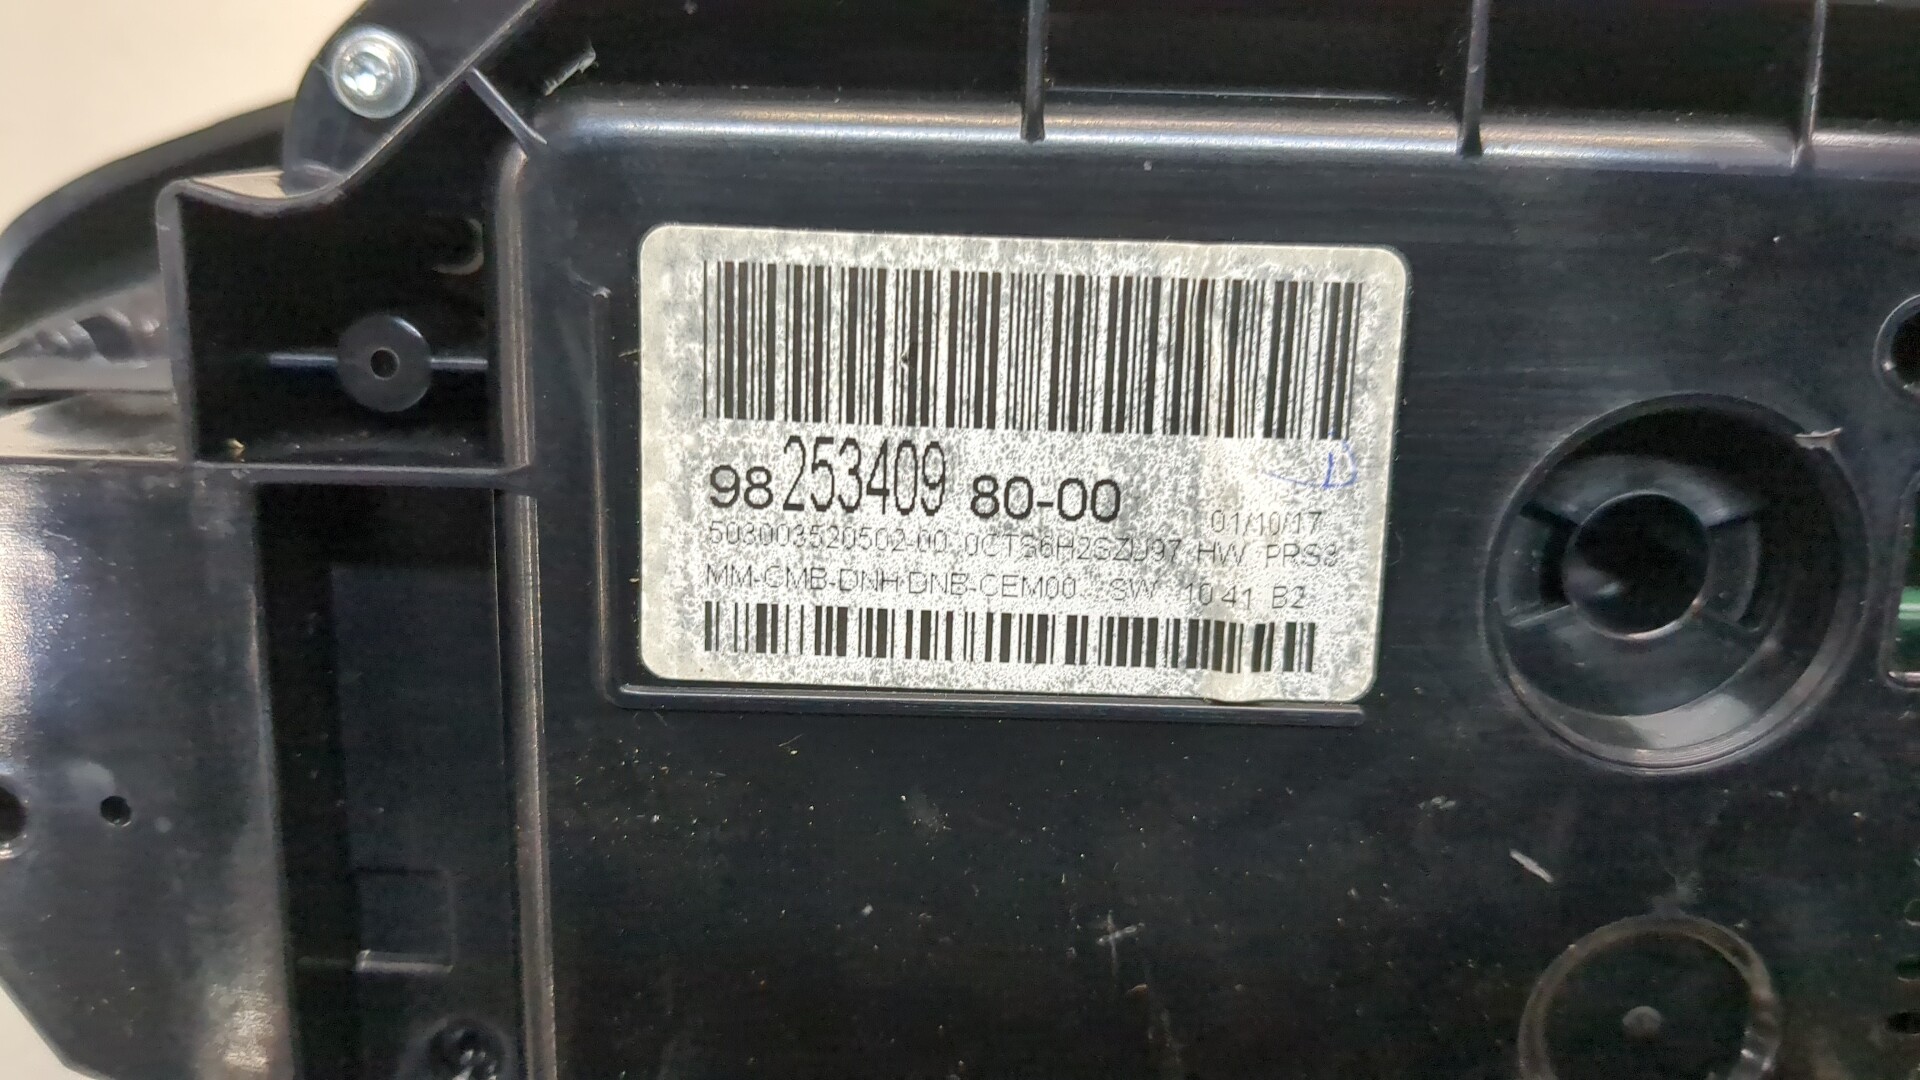 98 253409 80-00
01/10/17
503003520502-00 0CTS6H2SZU97 HW PRS3
MM-CMB-DNH DNB-CEM00 SW 10 41 B2